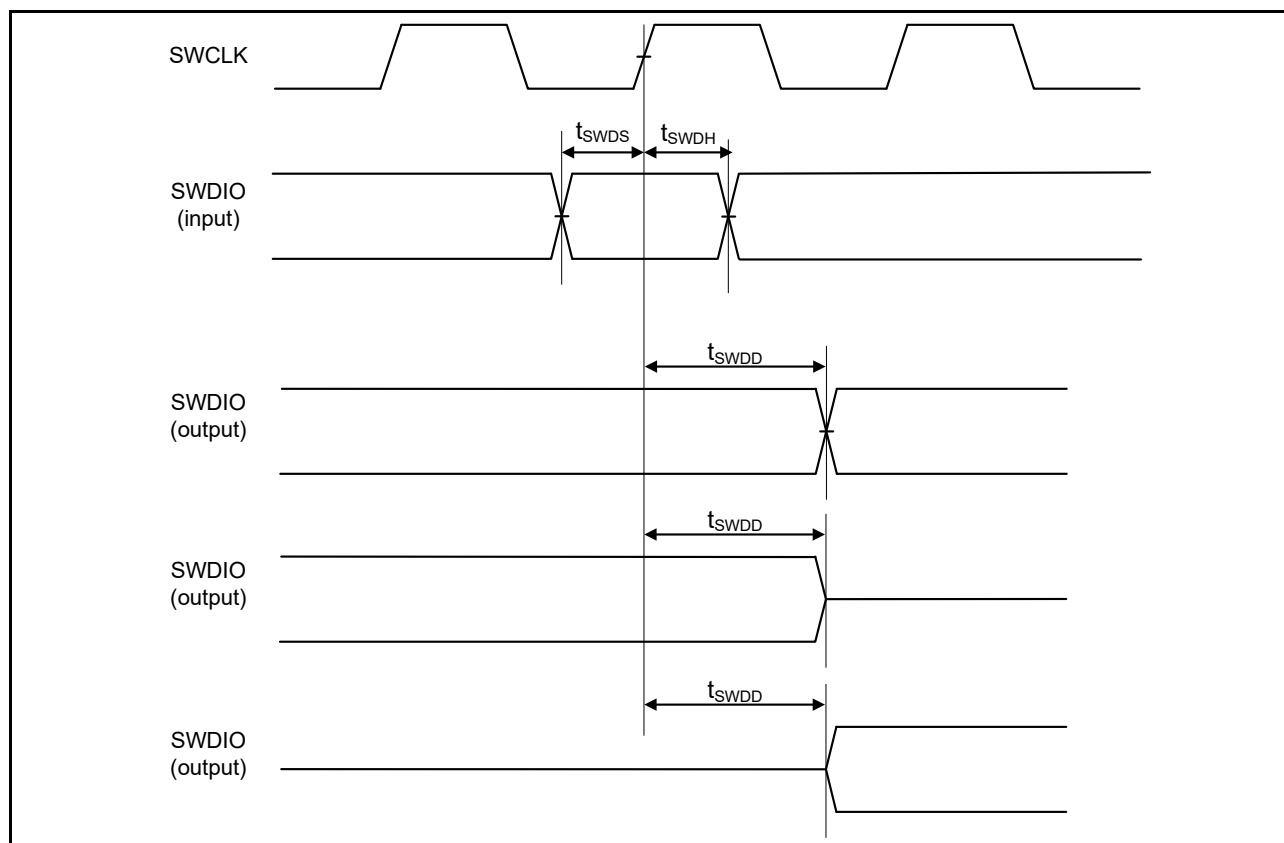 SWCLK
tSWDS tSWDH
SWDIO
(input)
tSWDD
SWDIO
(output)
tSWDD
SWDIO
(output)
tSWDD
SWDIO
(output)